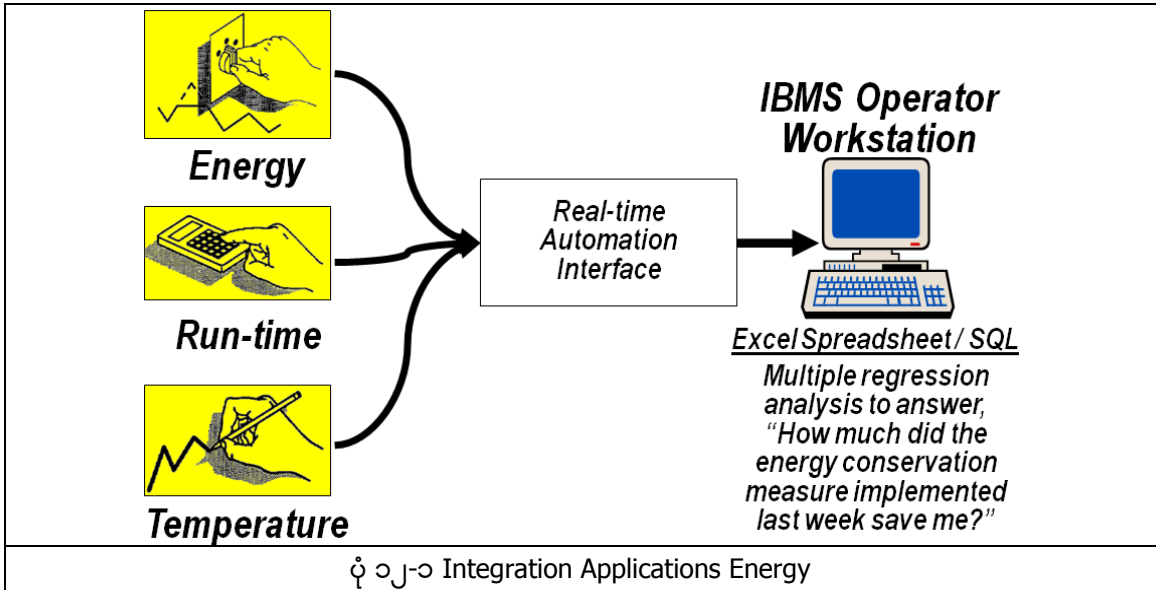 Energy
Run-time
Temperature
Real-time
Automation
Interface
IBMS Operator
Workstation
Excel Spreadsheet / SQL
Multiple regression
analysis to answer,
“How much did the
energy conservation
measure implemented
last week save me?”
ပုံ ၁၂-၁ Integration Applications Energy